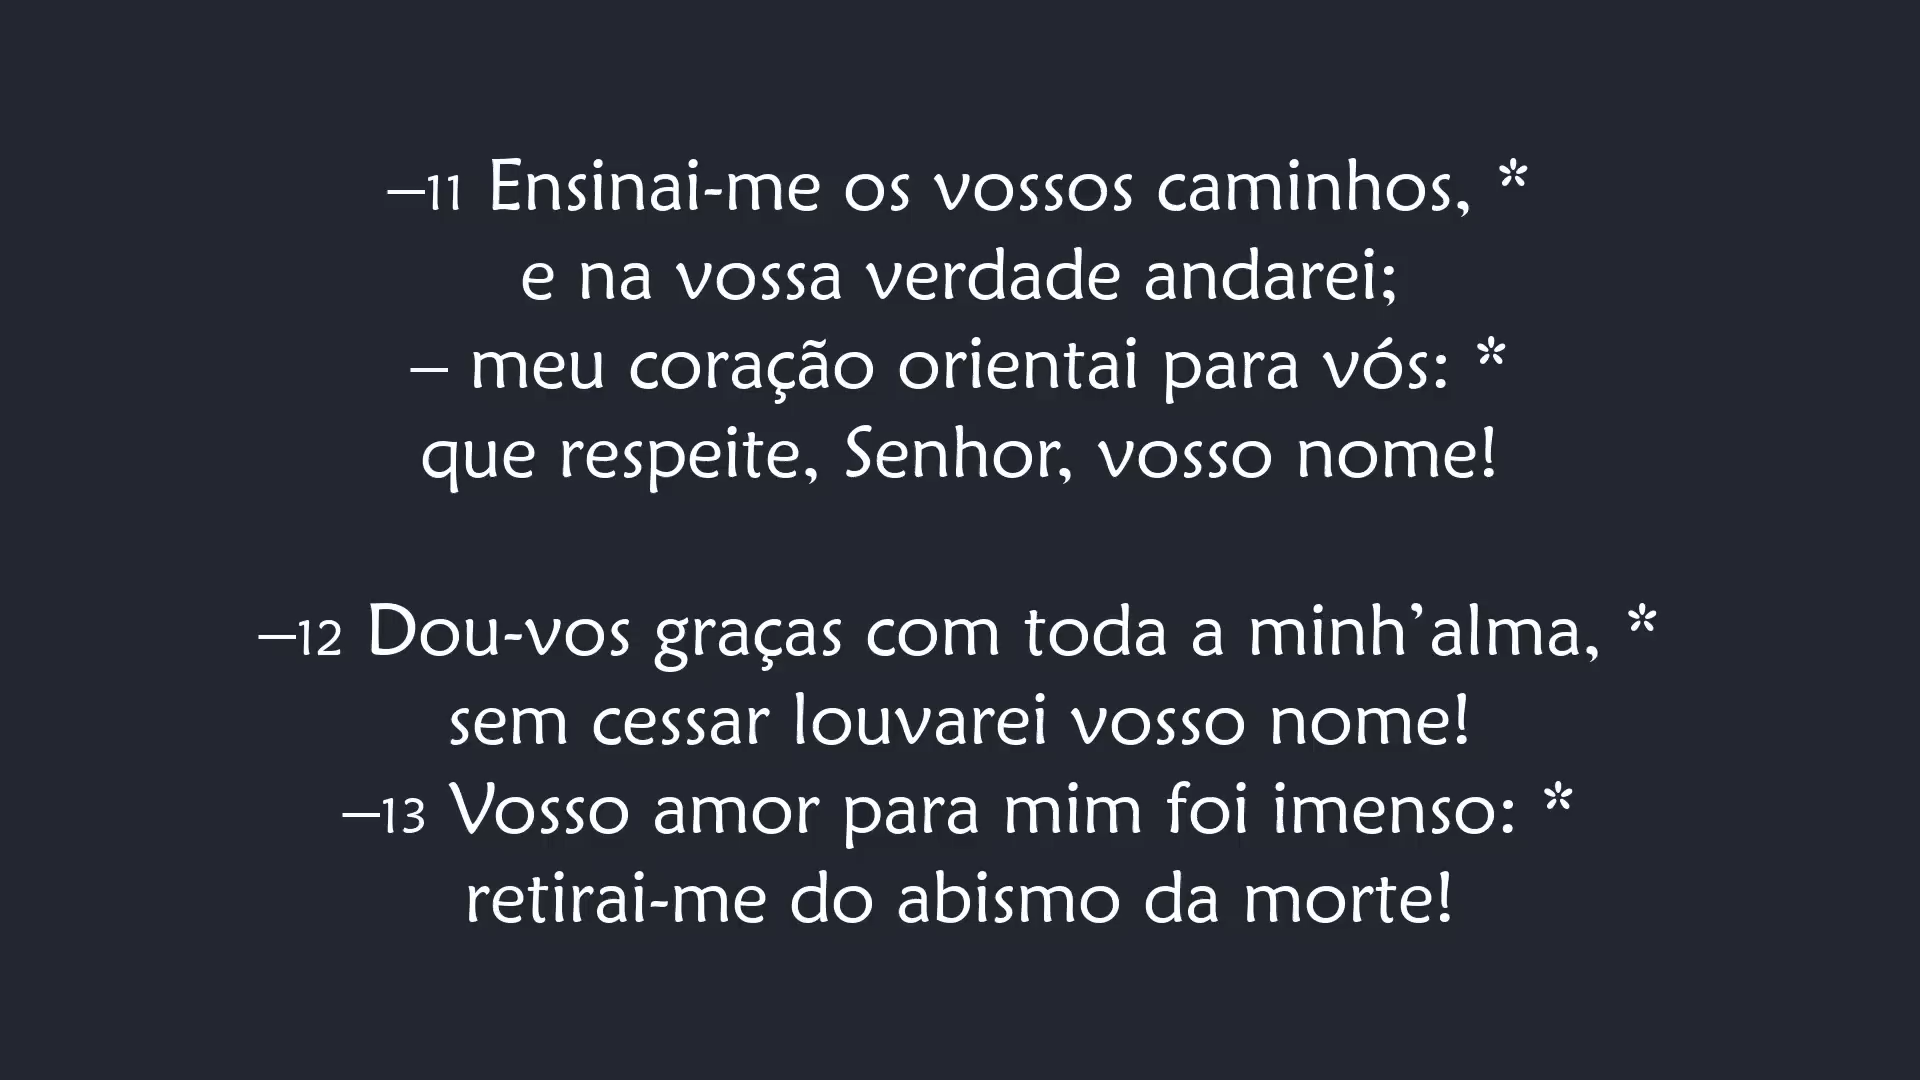 –11 Ensinai-me os vossos caminhos, *
e na vossa verdade andarei;
– meu coração orientai para vós: *
que respeite, Senhor, vosso nome!
–12 Dou-vos graças com toda a minh’alma, *
sem cessar louvarei vosso nome!
–13 Vosso amor para mim foi imenso: *
retirai-me do abismo da morte!